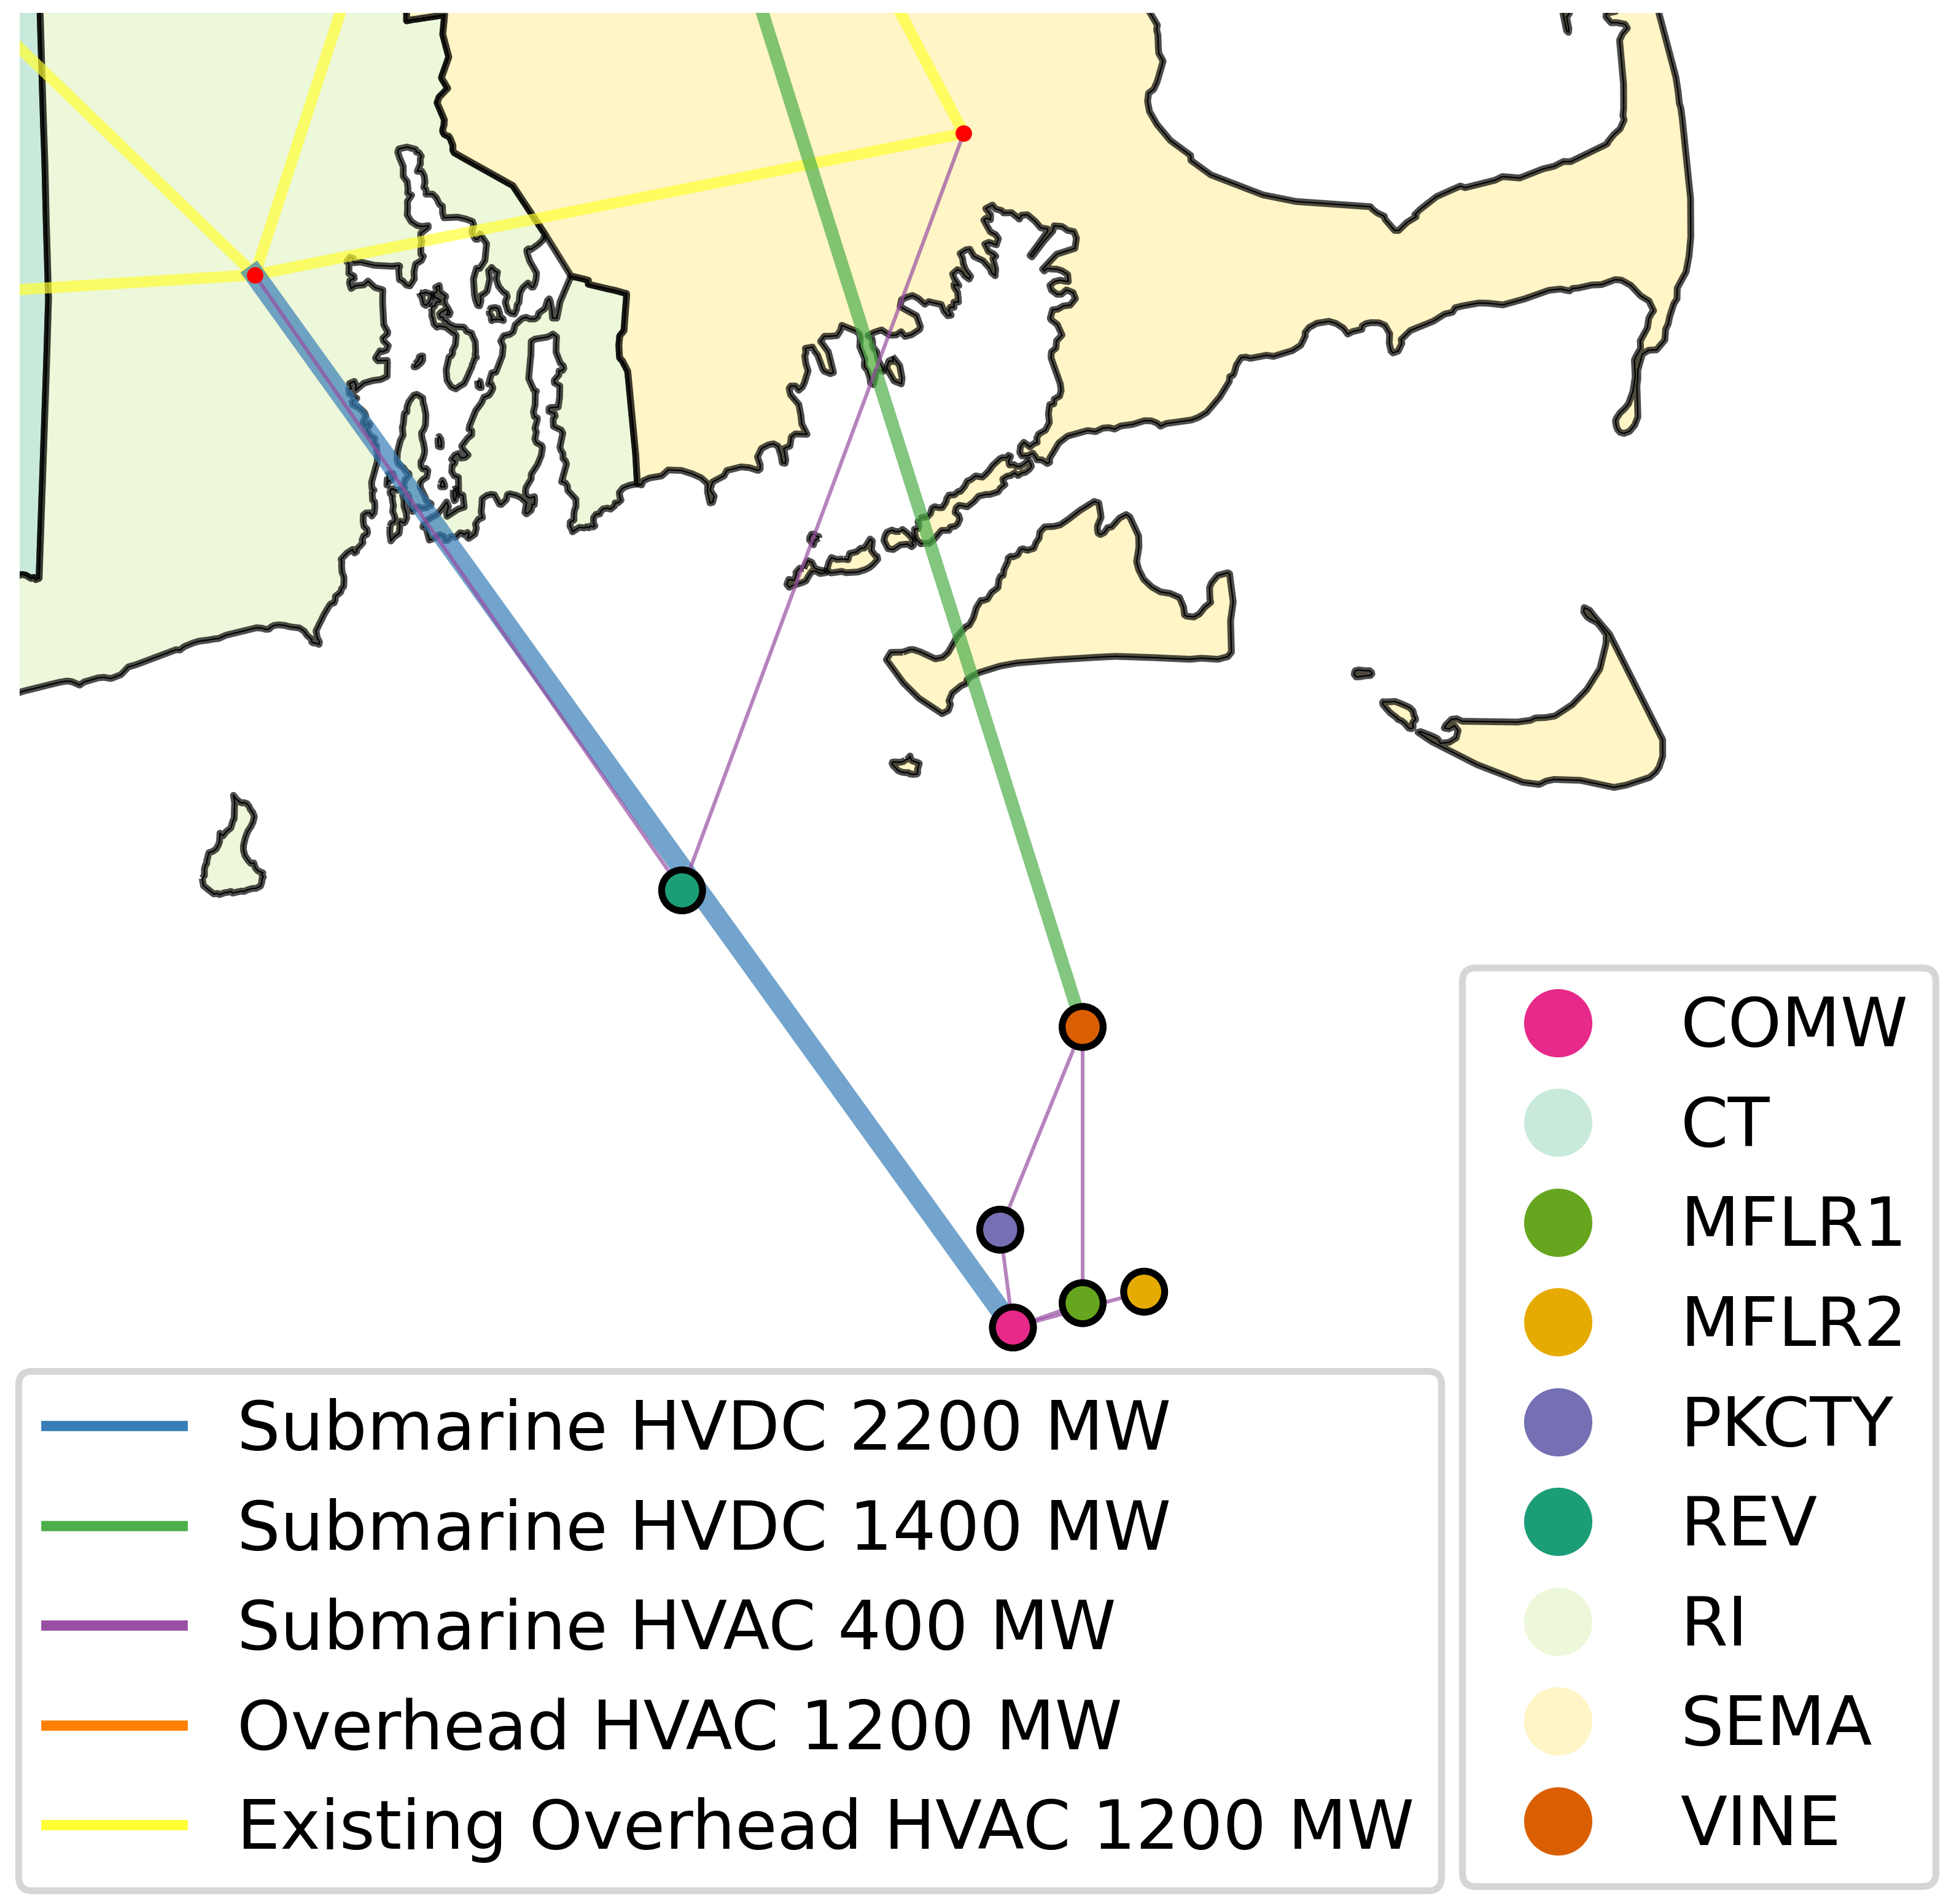 COMW
CT
MFLR1
MFLR2
PKCTY
REV
RI
SEMA
VINE
Submarine HVDC 2200 MW
Submarine HVDC 1400 MW
Submarine HVAC 400 MW
Overhead HVAC 1200 MW
Existing Overhead HVAC 1200 MW